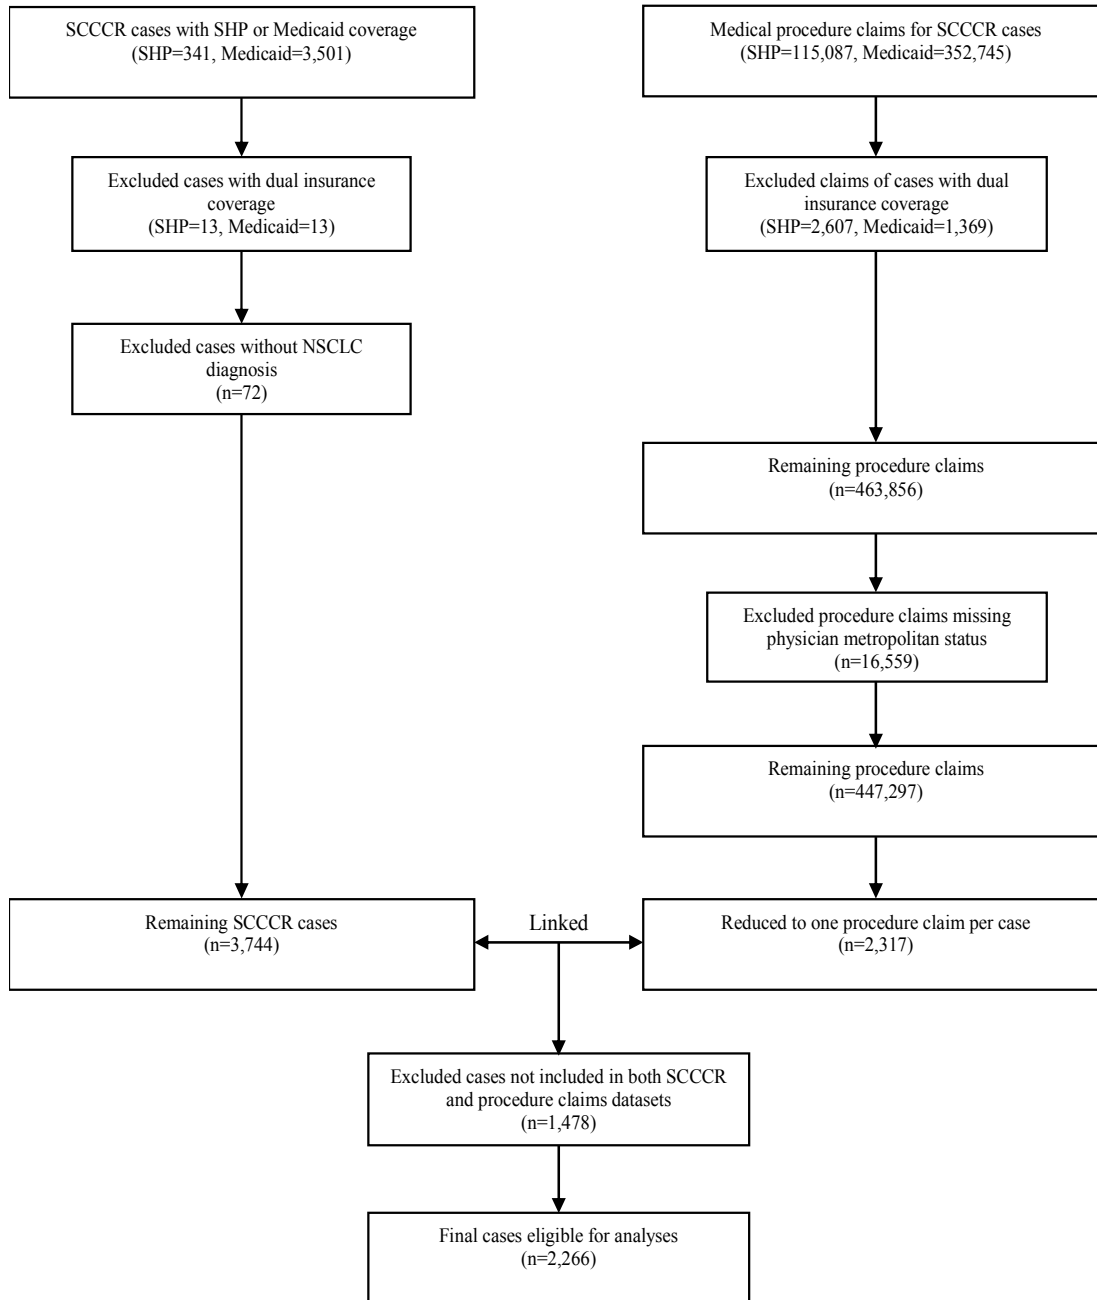 SCCCR cases with SHP or Medicaid coverage
(SHP=341, Medicaid=3,501)
Medical procedure claims for SCCCR cases
(SHP=115,087, Medicaid=352,745)
Excluded cases with dual insurance
coverage
(SHP=13, Medicaid=13)
Excluded claims of cases with dual
insurance coverage
(SHP=2,607, Medicaid=1,369)
Excluded cases without NSCLC
diagnosis
(n=72)
Remaining procedure claims
(n=463,856)
Excluded procedure claims missing
physician metropolitan status
(n=16,559)
Remaining procedure claims
(n=447,297)
Remaining SCCCR cases
(n=3,744)
Linked
Reduced to one procedure claim per case
(n=2,317)
Excluded cases not included in both SCCCR
and procedure claims datasets
(n=1,478)
Final cases eligible for analyses
(n=2,266)